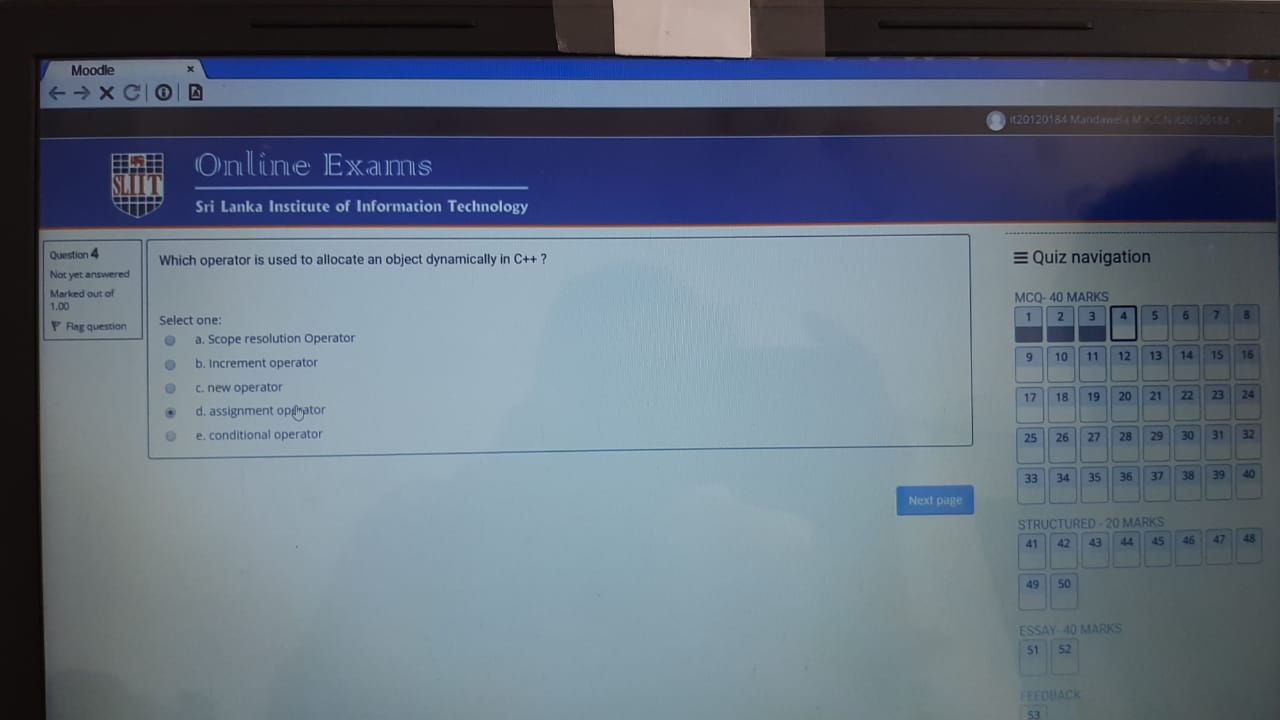 Moodle
Online Exams
SLIIT
Sri Lanka Institute of Information Technology
Question 4
Not yet answered
Marked out of
1.00
Flag question
Which operator is used to allocate an object dynamically in C++ ?
Select one:
a. Scope resolution Operator
b. Increment operator
c. new operator
d. assignment operator
e. conditional operator
Next page
Quiz navigation
MCQ- 40 MARKS
1 2 3 4 5 6 7 8
9 10 11 12 13 14 15 16
17 18 19 20 21 22 23 24
25 26 27 28 29 30 31 32
33 34 35 36 37 38 39 40
STRUCTURED - 20 MARKS
41 42 43 44 45 46 47 48
49 50
ESSAY- 40 MARKS
51 52
FEEDBACK
53